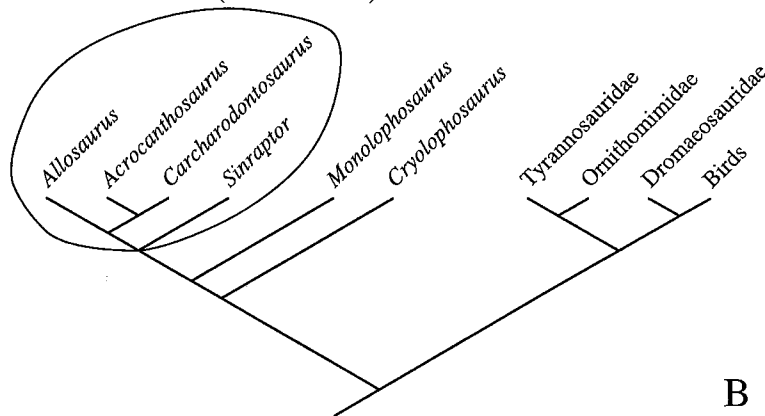 Allosaurus
Acrocanthosaurus
Carcharodontosaurus
Sinraptor
Monolophosaurus
Cryolophosaurus
Tyrannosauridae
Ornithomimidae
Dromaeosauridae
Birds
B